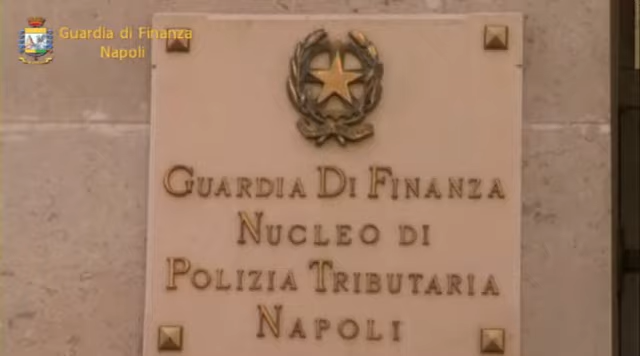 Guardia di Finanza
Napoli
GUARDIA DI FINANZA
NUCLEO DI
POLIZIA TRIBUTARIA
NAPOLI